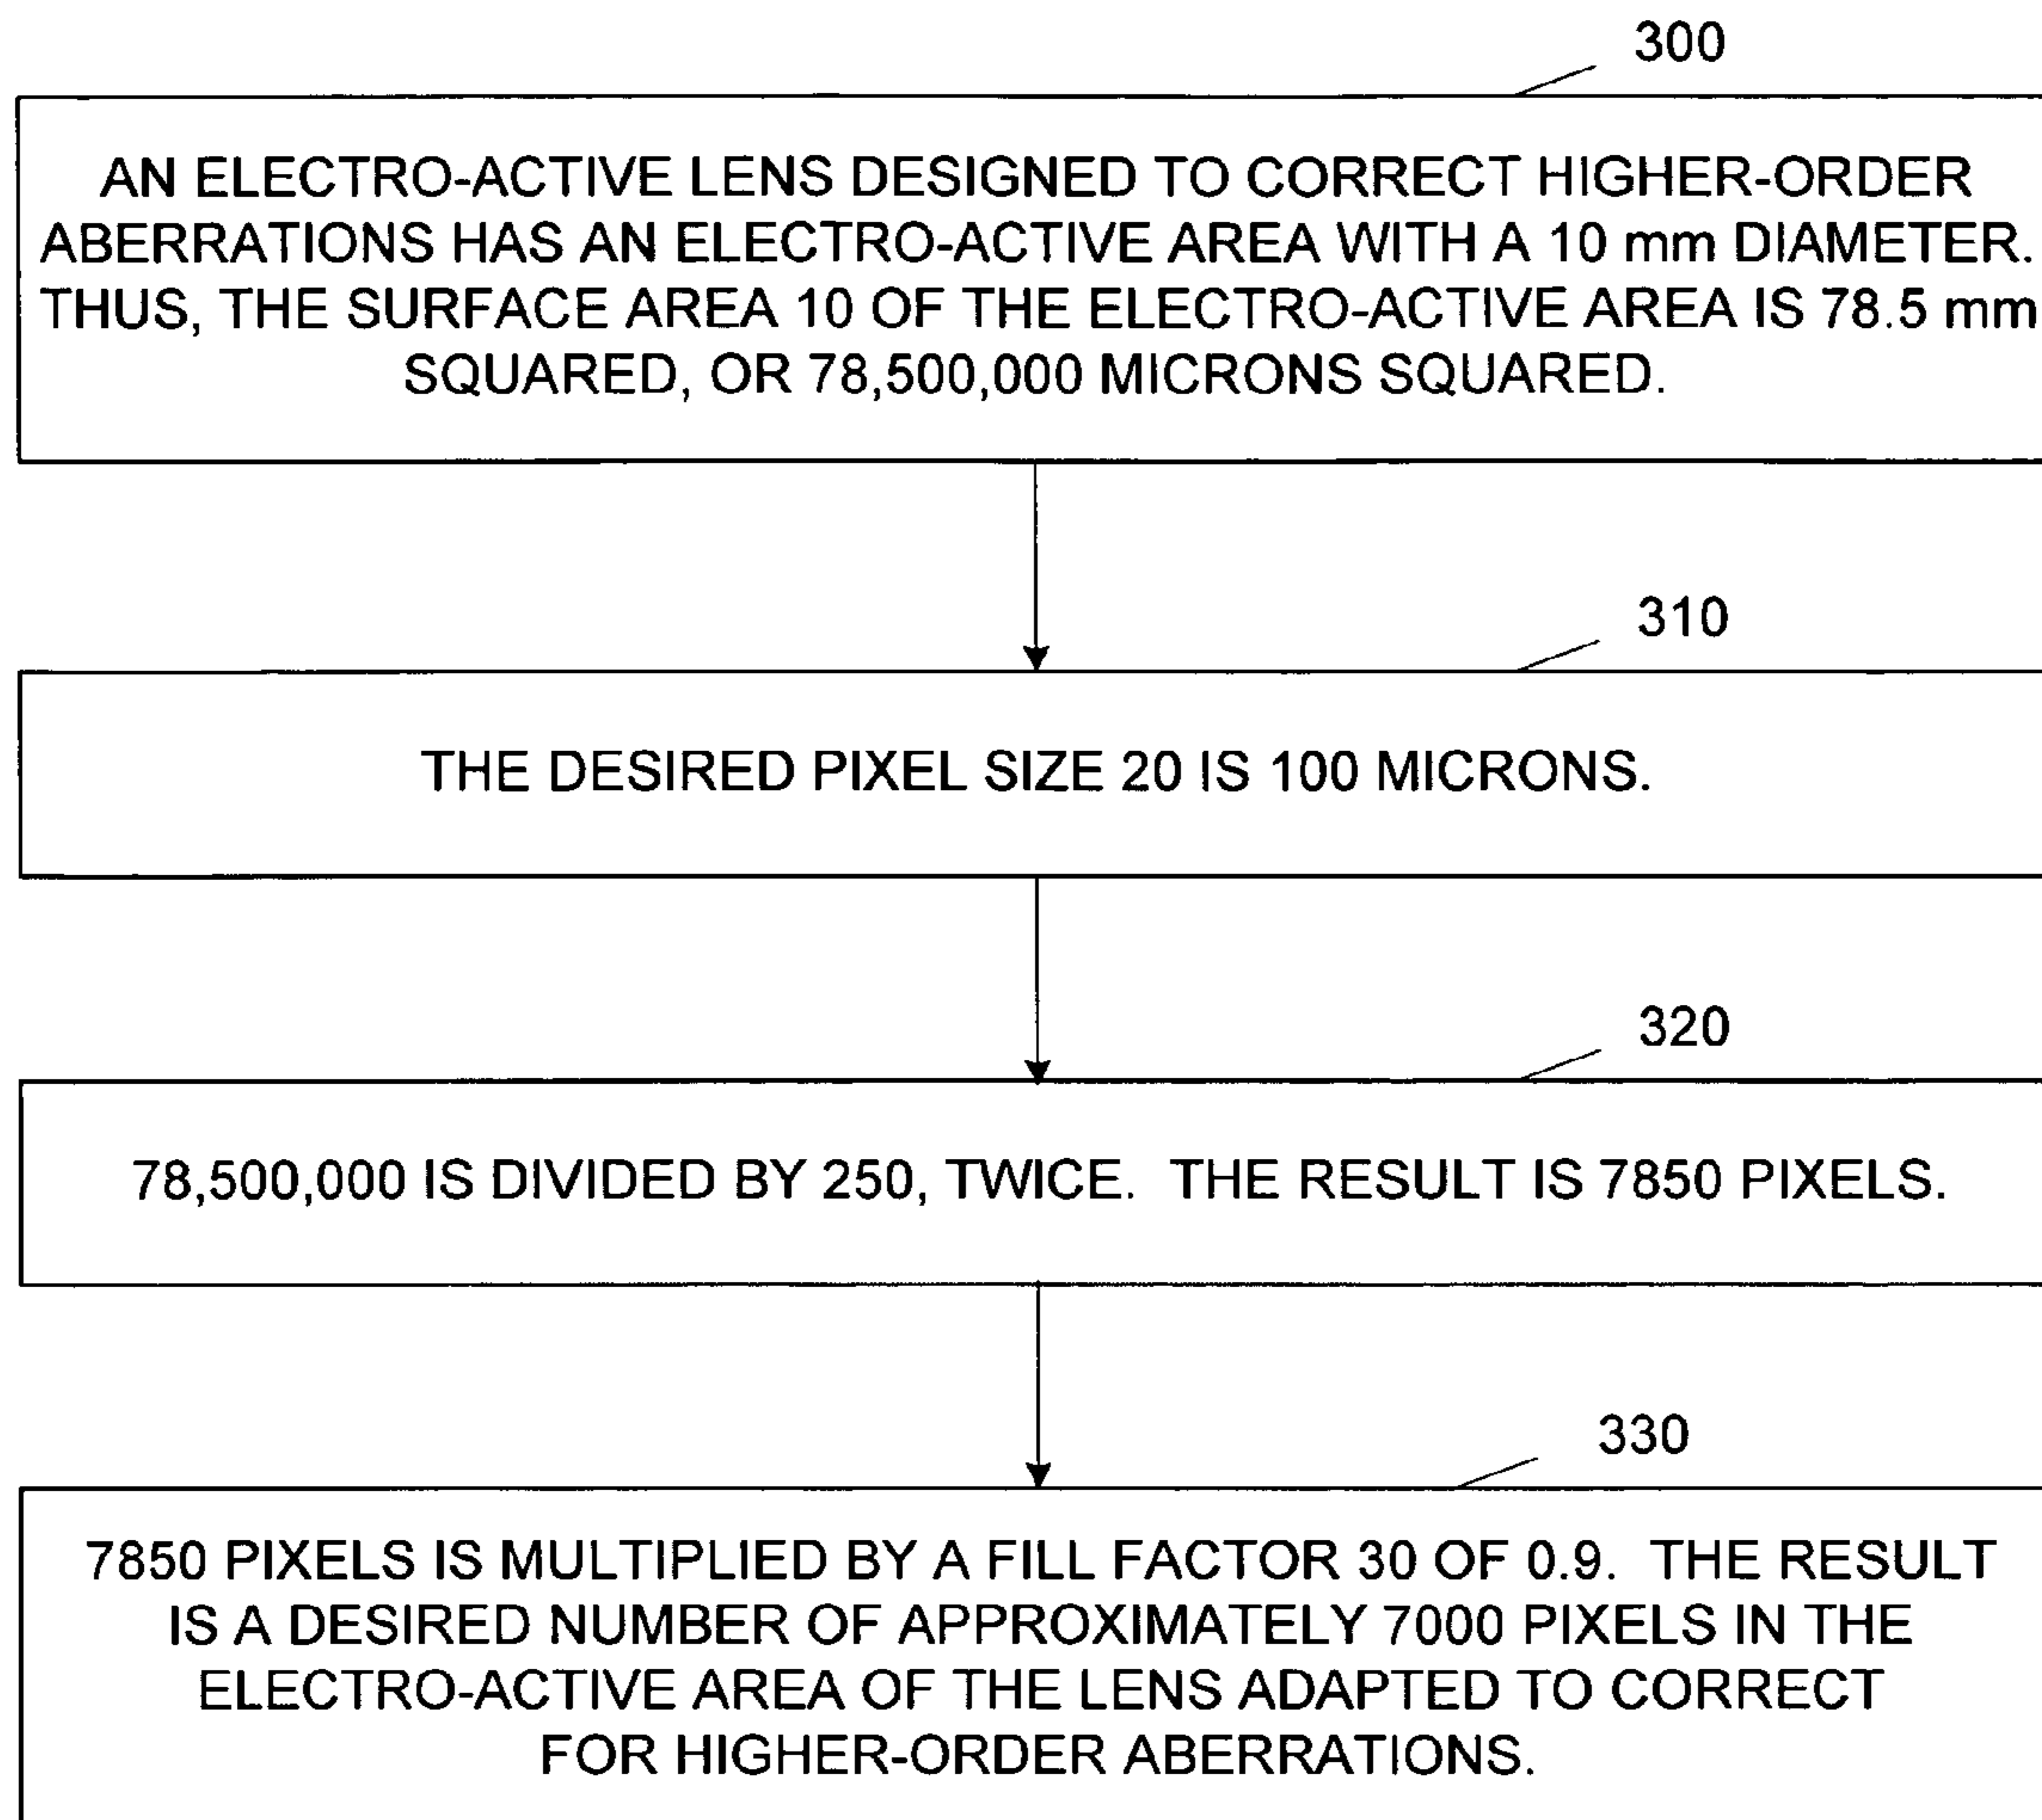 300
AN ELECTRO-ACTIVE LENS DESIGNED TO CORRECT HIGHER-ORDER
ABERRATIONS HAS AN ELECTRO-ACTIVE AREA WITH A 10 mm DIAMETER.
THUS, THE SURFACE AREA 10 OF THE ELECTRO-ACTIVE AREA IS 78.5 mm
SQUARED, OR 78,500,000 MICRONS SQUARED.
310
THE DESIRED PIXEL SIZE 20 IS 100 MICRONS.
320
78,500,000 IS DIVIDED BY 250, TWICE. THE RESULT IS 7850 PIXELS.
330
7850 PIXELS IS MULTIPLIED BY A FILL FACTOR 30 OF 0.9. THE RESULT
IS A DESIRED NUMBER OF APPROXIMATELY 7000 PIXELS IN THE
ELECTRO-ACTIVE AREA OF THE LENS ADAPTED TO CORRECT
FOR HIGHER-ORDER ABERRATIONS.